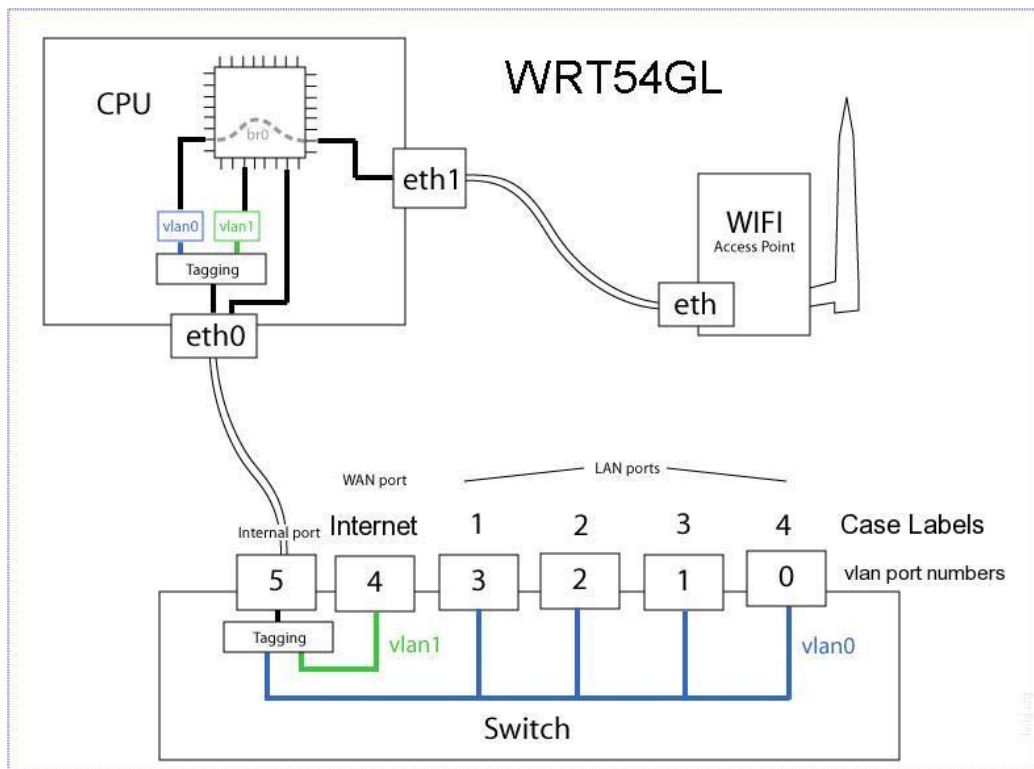 WRT54GL
CPU
br0
eth1
vlan0 vlan1
Tagging
eth0
WIFI
Access Point
eth
WAN port
LAN ports
Internal port Internet 1 2 3 4 Case Labels
5 4 3 2 1 0 vlan port numbers
Tagging
vlan1
vlan0
Switch